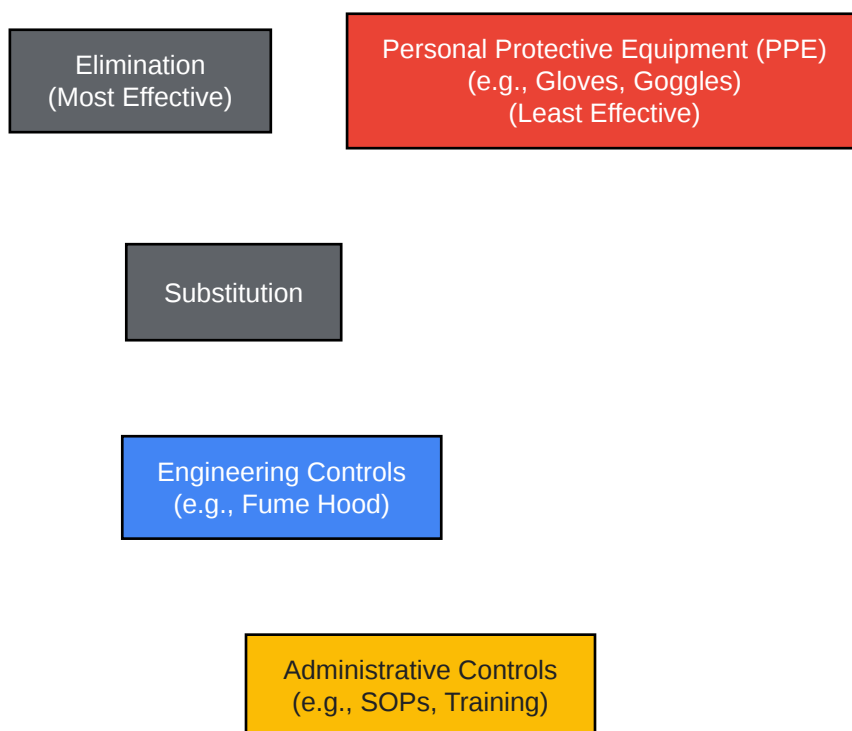 Elimination
(Most Effective)
Personal Protective Equipment (PPE)
(e.g., Gloves, Goggles)
(Least Effective)
Substitution
Engineering Controls
(e.g., Fume Hood)
Administrative Controls
(e.g., SOPs, Training)